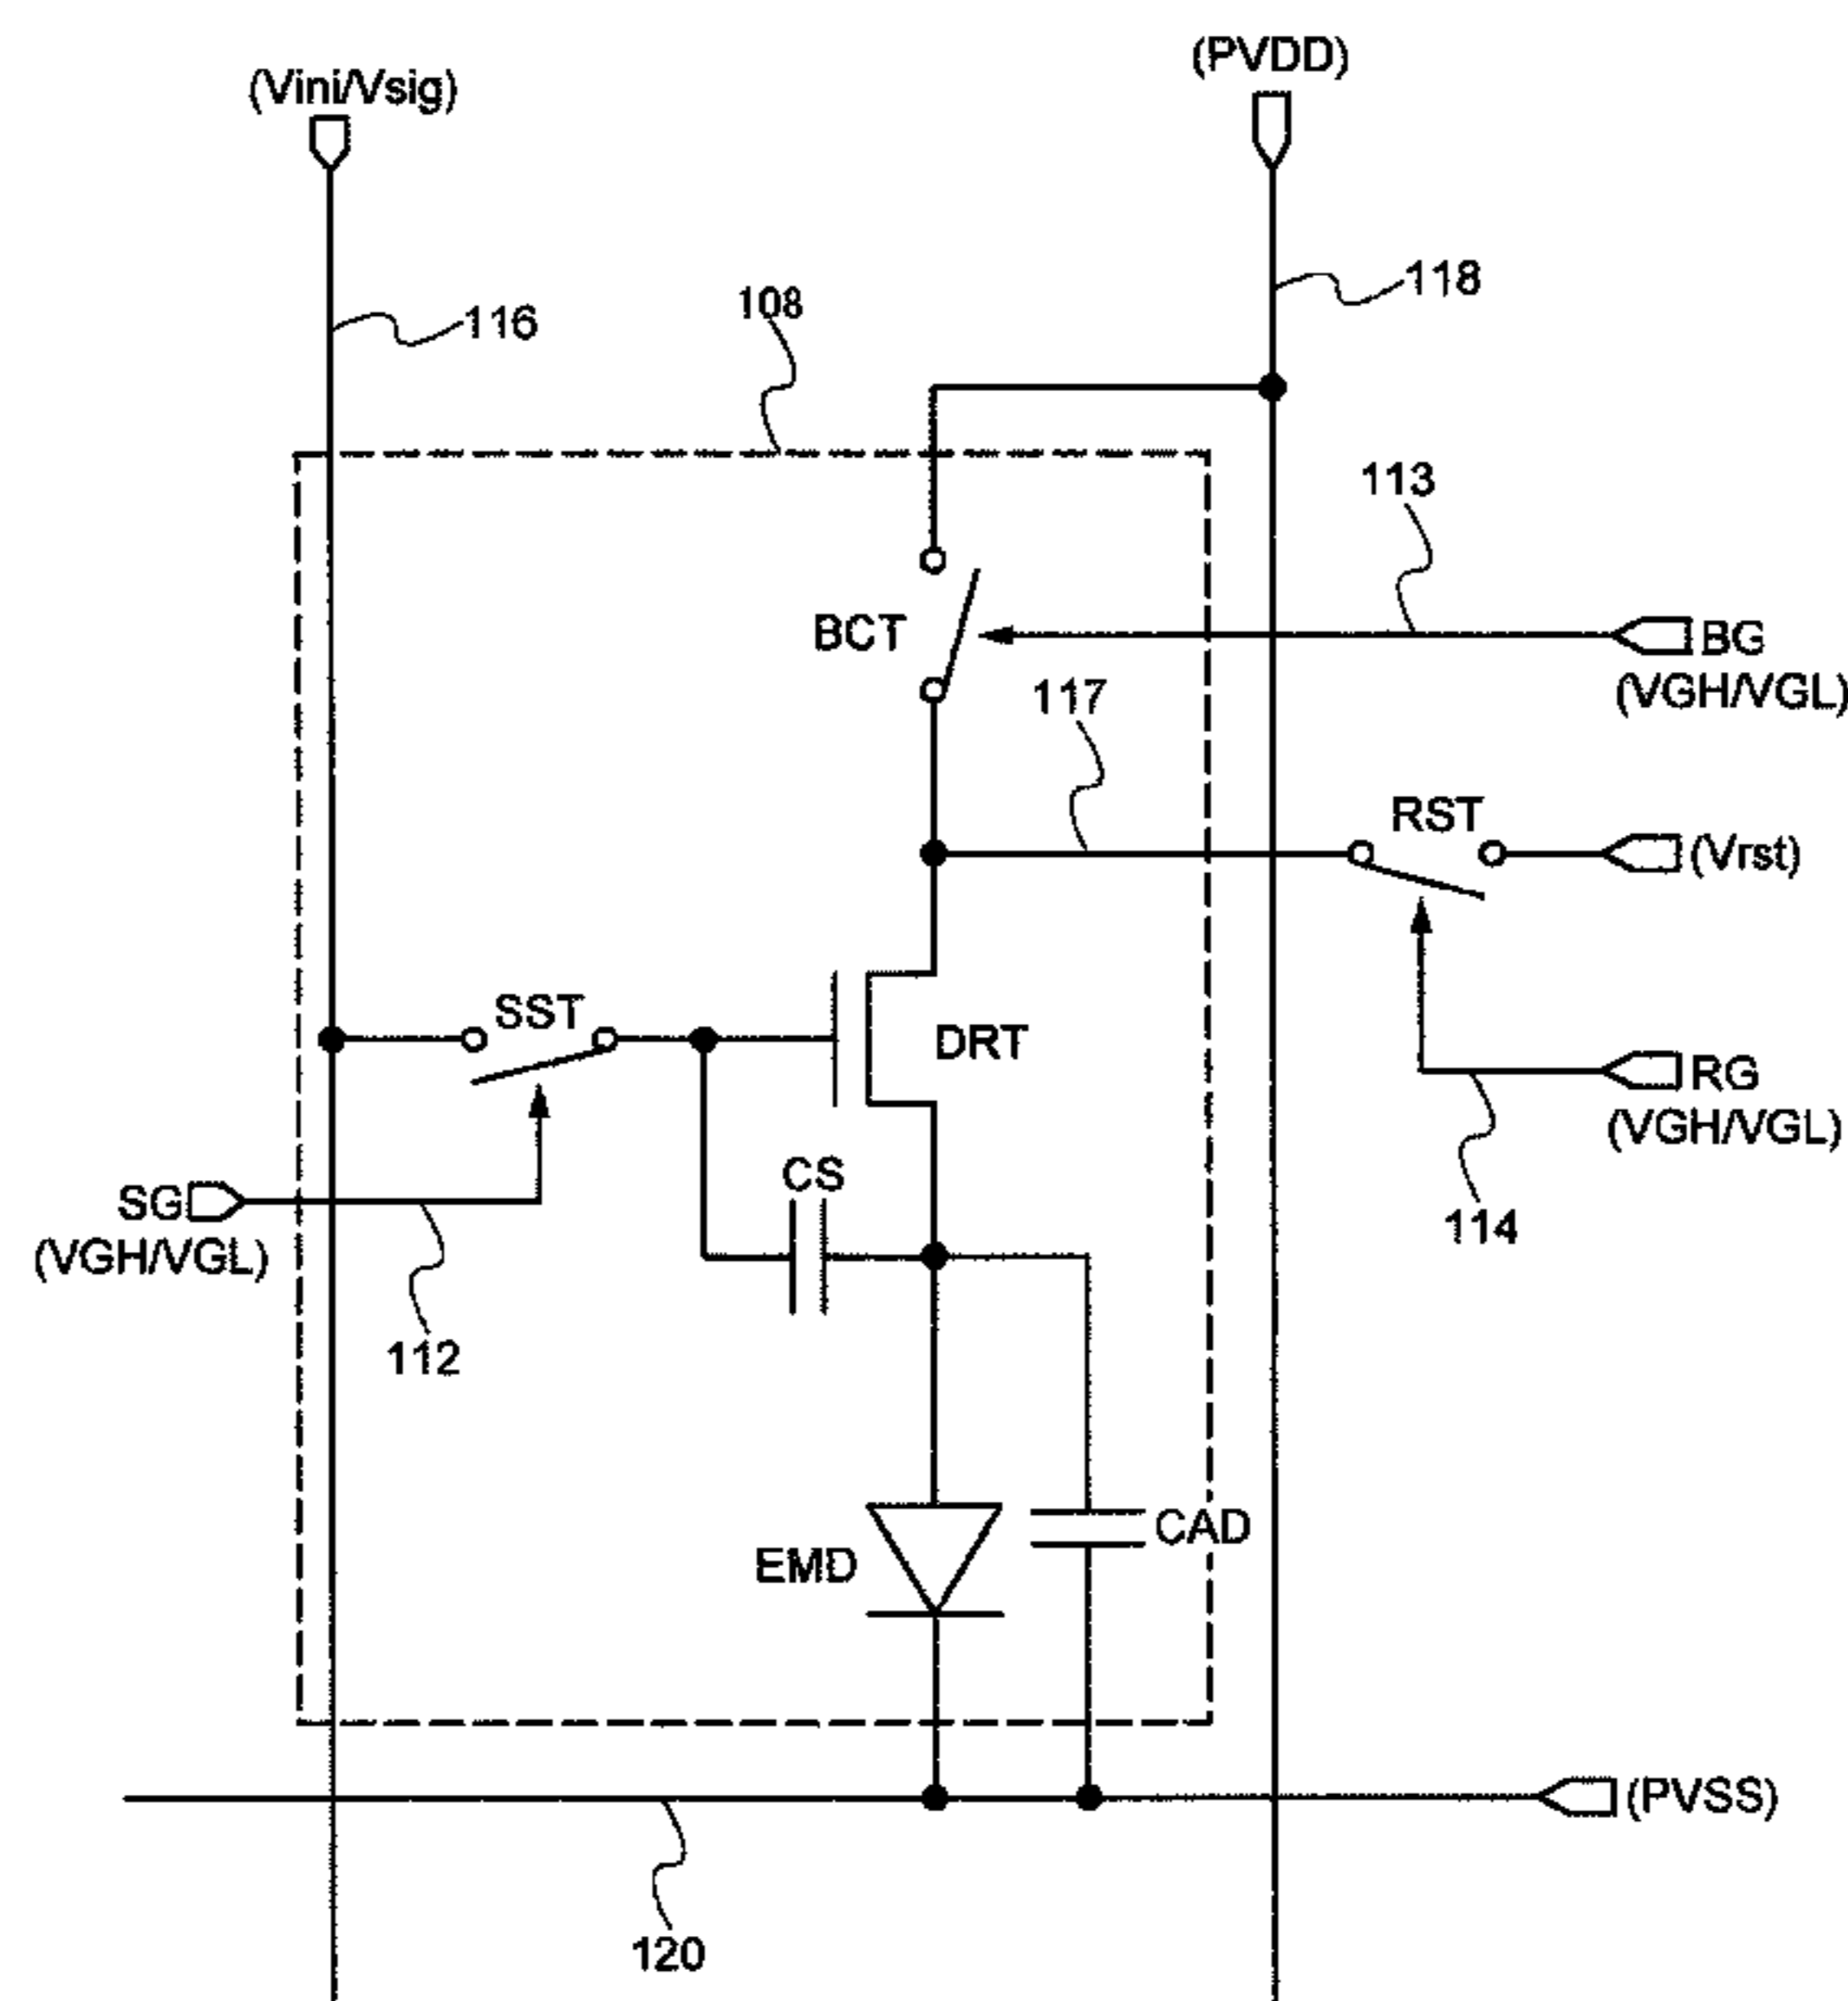 (PVDD)
(Vini/Vsig)
118
108
116
113
BCT
BG
(VGH/VGL)
117
RST
(Vrst)
SST
DRT
RG
(VGH/VGL)
CS
SG
(VGH/VGL)
114
112
CAD
EMD
(PVSS)
120